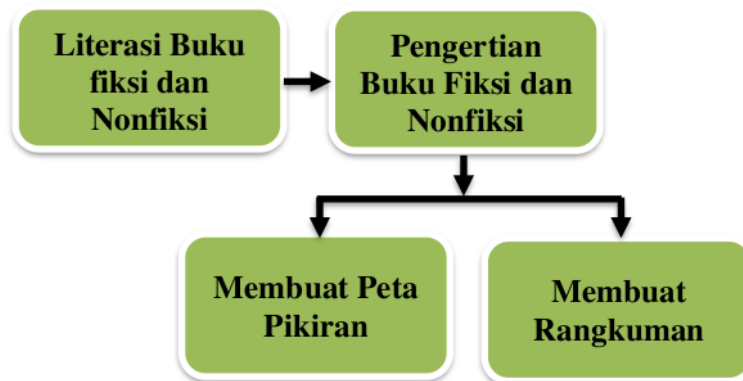 Literasi Buku
fiksi dan
Nonfiksi
Pengertian
Buku Fiksi dan
Nonfiksi
Membuat Peta
Pikiran
Membuat
Rangkuman